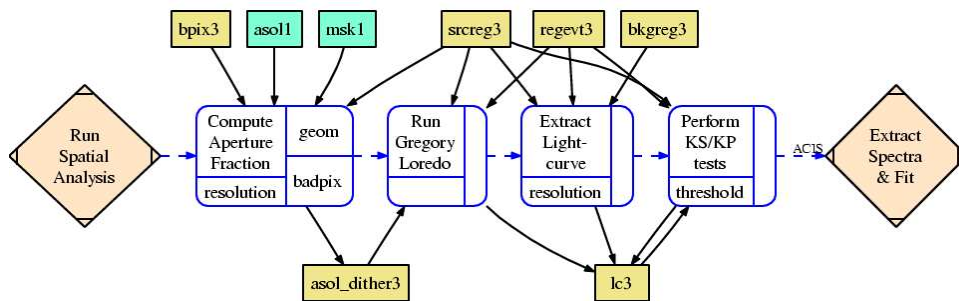 bpix3
asol1
msk1
srcreg3
regevt3
bkgreg3
Run
Spatial
Analysis
Compute
Aperture
Fraction
resolution
geom
badpix
Run
Gregory
Loredo
Extract
Light-
curve
resolution
Perform
KS/KP
tests
threshold
ACIS
Extract
Spectra
& Fit
asol_dither3
lc3